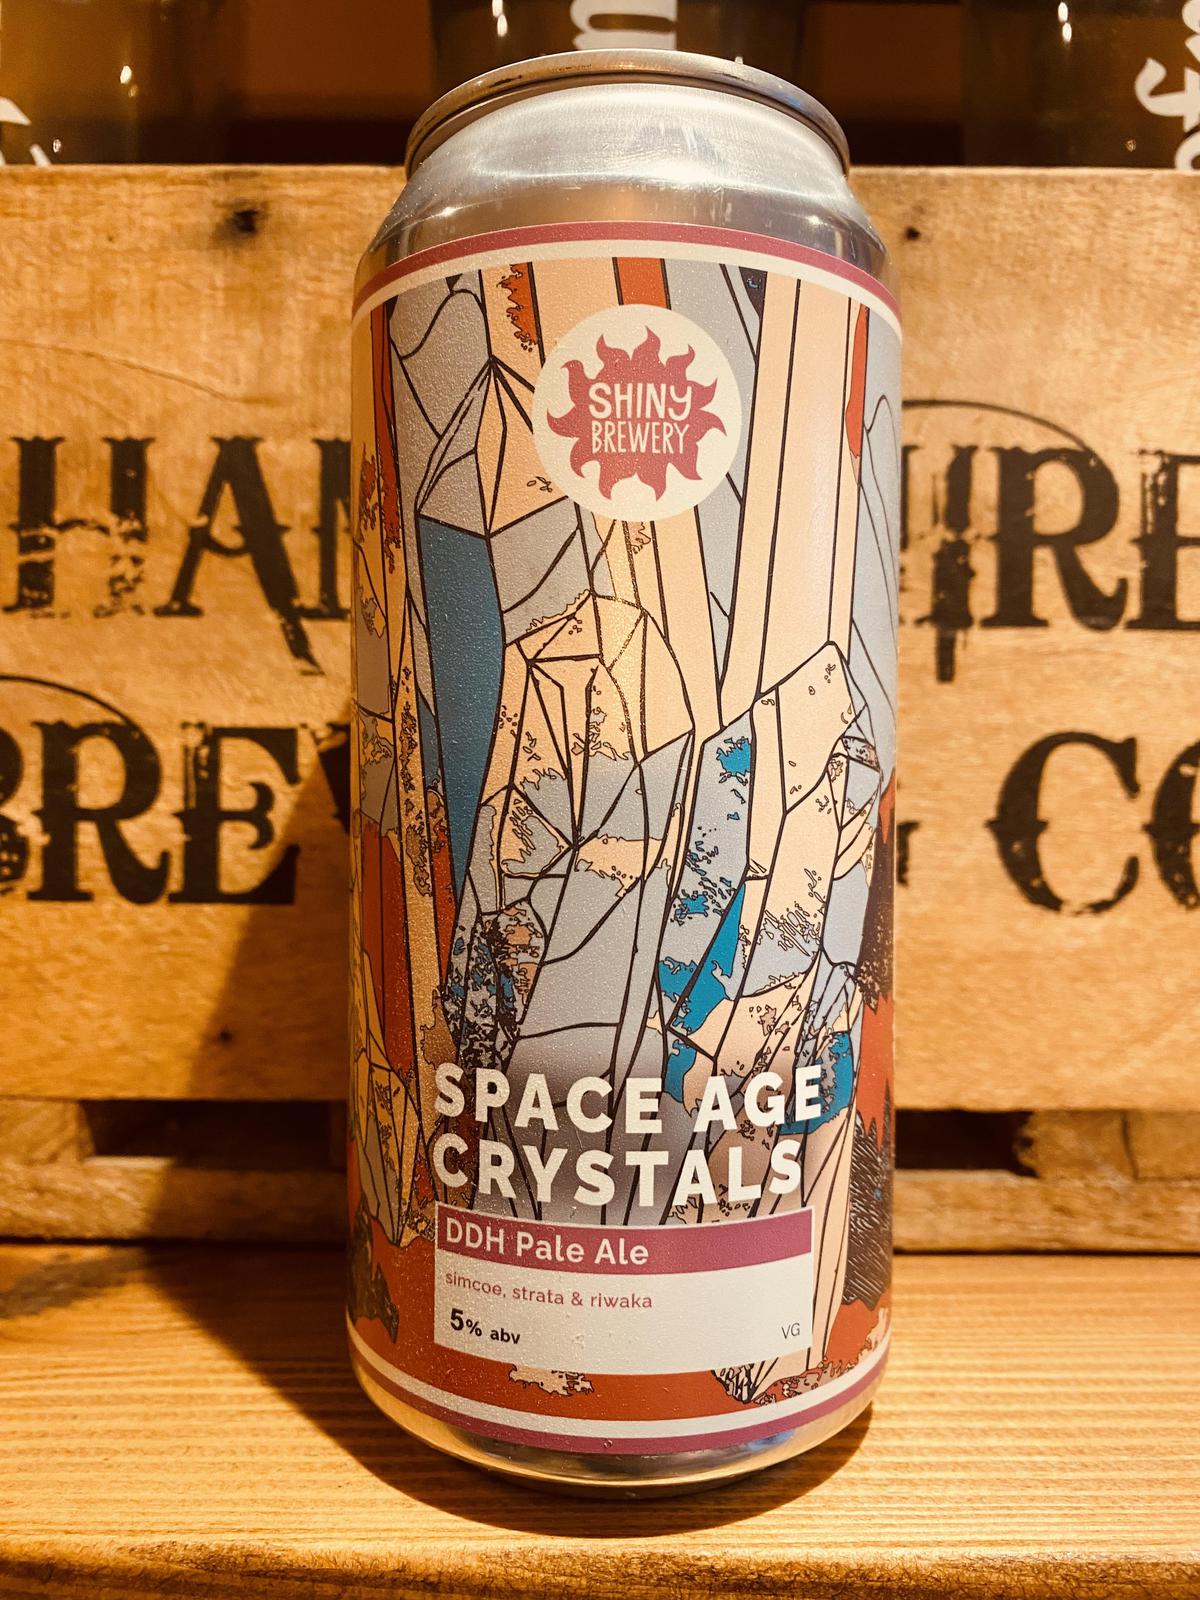 SHINY
BREWERY
SPACE AGE
CRYSTALS
DDH Pale Ale
simcoe, strata & riwaka
5% abv
VG